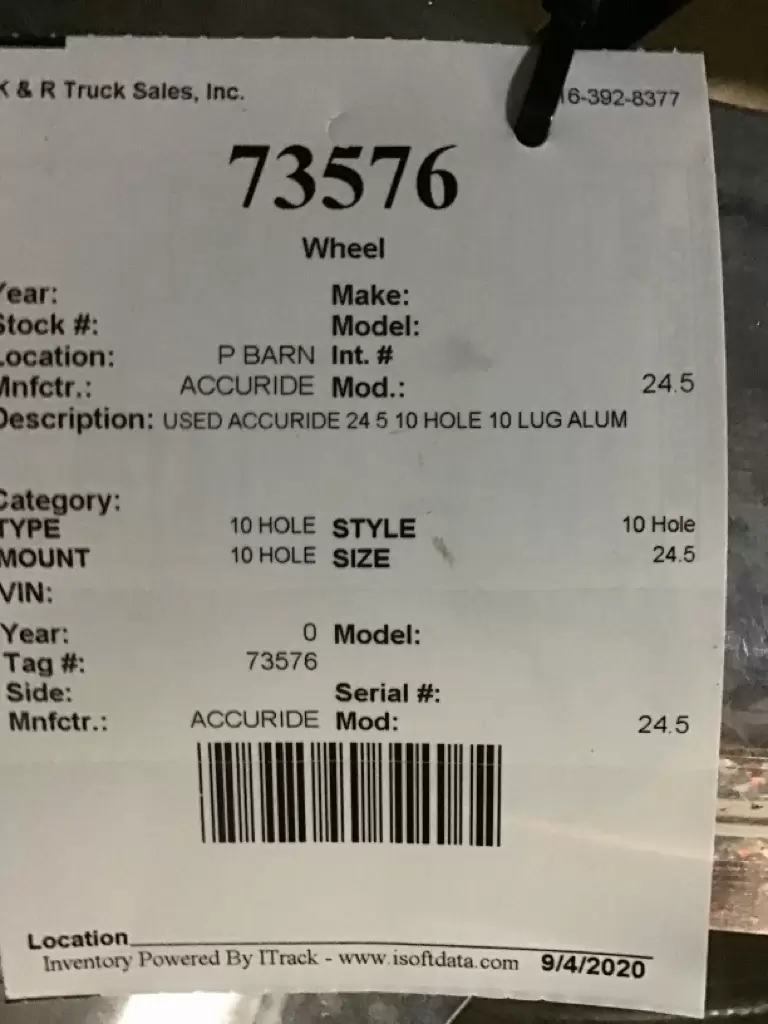 K & R Truck Sales, Inc. 16-392-8377
73576
Wheel
Year: Make:
Stock #: Model:
Location: P BARN Int. #
Mnfctr.: ACCURIDE Mod.: 24.5
Description: USED ACCURIDE 24 5 10 HOLE 10 LUG ALUM
Category:
TYPE 10 HOLE STYLE 10 Hole
MOUNT 10 HOLE SIZE 24.5
VIN:
Year: 0 Model:
Tag #: 73576
Side: Serial #:
Mnfctr.: ACCURIDE Mod: 24.5
Location
Inventory Powered By ITrack - www.isoftdata.com 9/4/2020